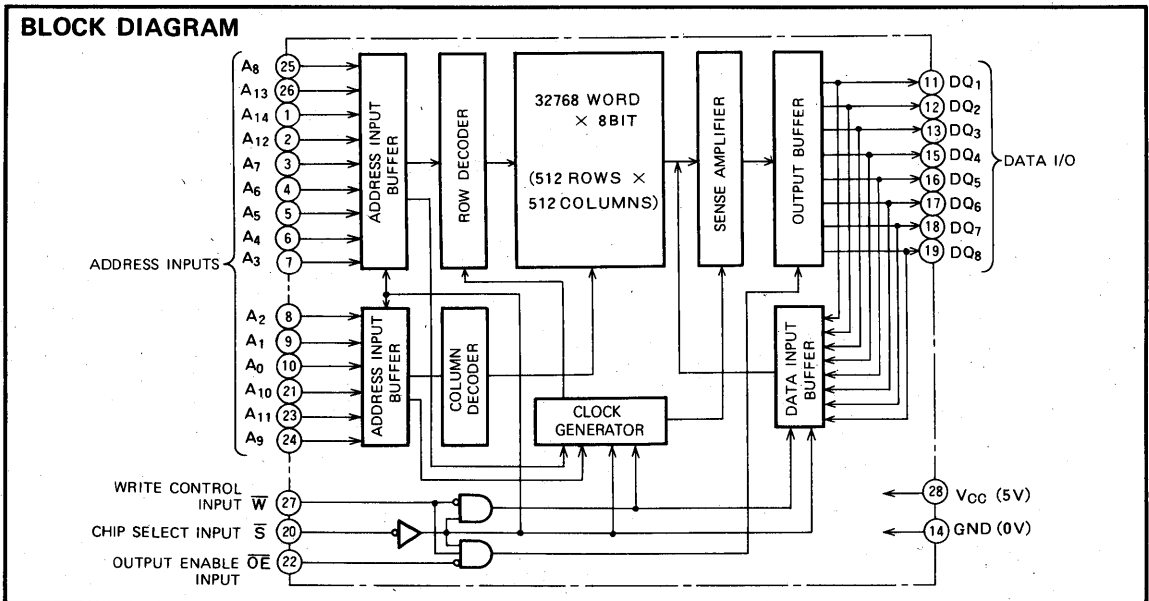 BLOCK DIAGRAM
A8 25
A13 26
A14 1
A12 2
A7 3
A6 4
A5 5
A4 6
A3 7
ADDRESS INPUTS
A2 8
A1 9
A0 10
A10 21
A11 23
A9 24
WRITE CONTROL
INPUT W̅ 27
CHIP SELECT INPUT S̅ 20
OUTPUT ENABLE O̅E̅ 22
INPUT
ADDRESS INPUT
BUFFER
ROW DECODER
32768 WORD
× 8BIT
(512 ROWS ×
512 COLUMNS)
SENSE AMPLIFIER
OUTPUT BUFFER
ADDRESS INPUT
BUFFER
COLUMN
DECODER
CLOCK
GENERATOR
DATA INPUT
BUFFER
11 DQ1
12 DQ2
13 DQ3
15 DQ4
16 DQ5
17 DQ6
18 DQ7
19 DQ8
DATA I/O
28 VCC (5V)
14 GND (0V)